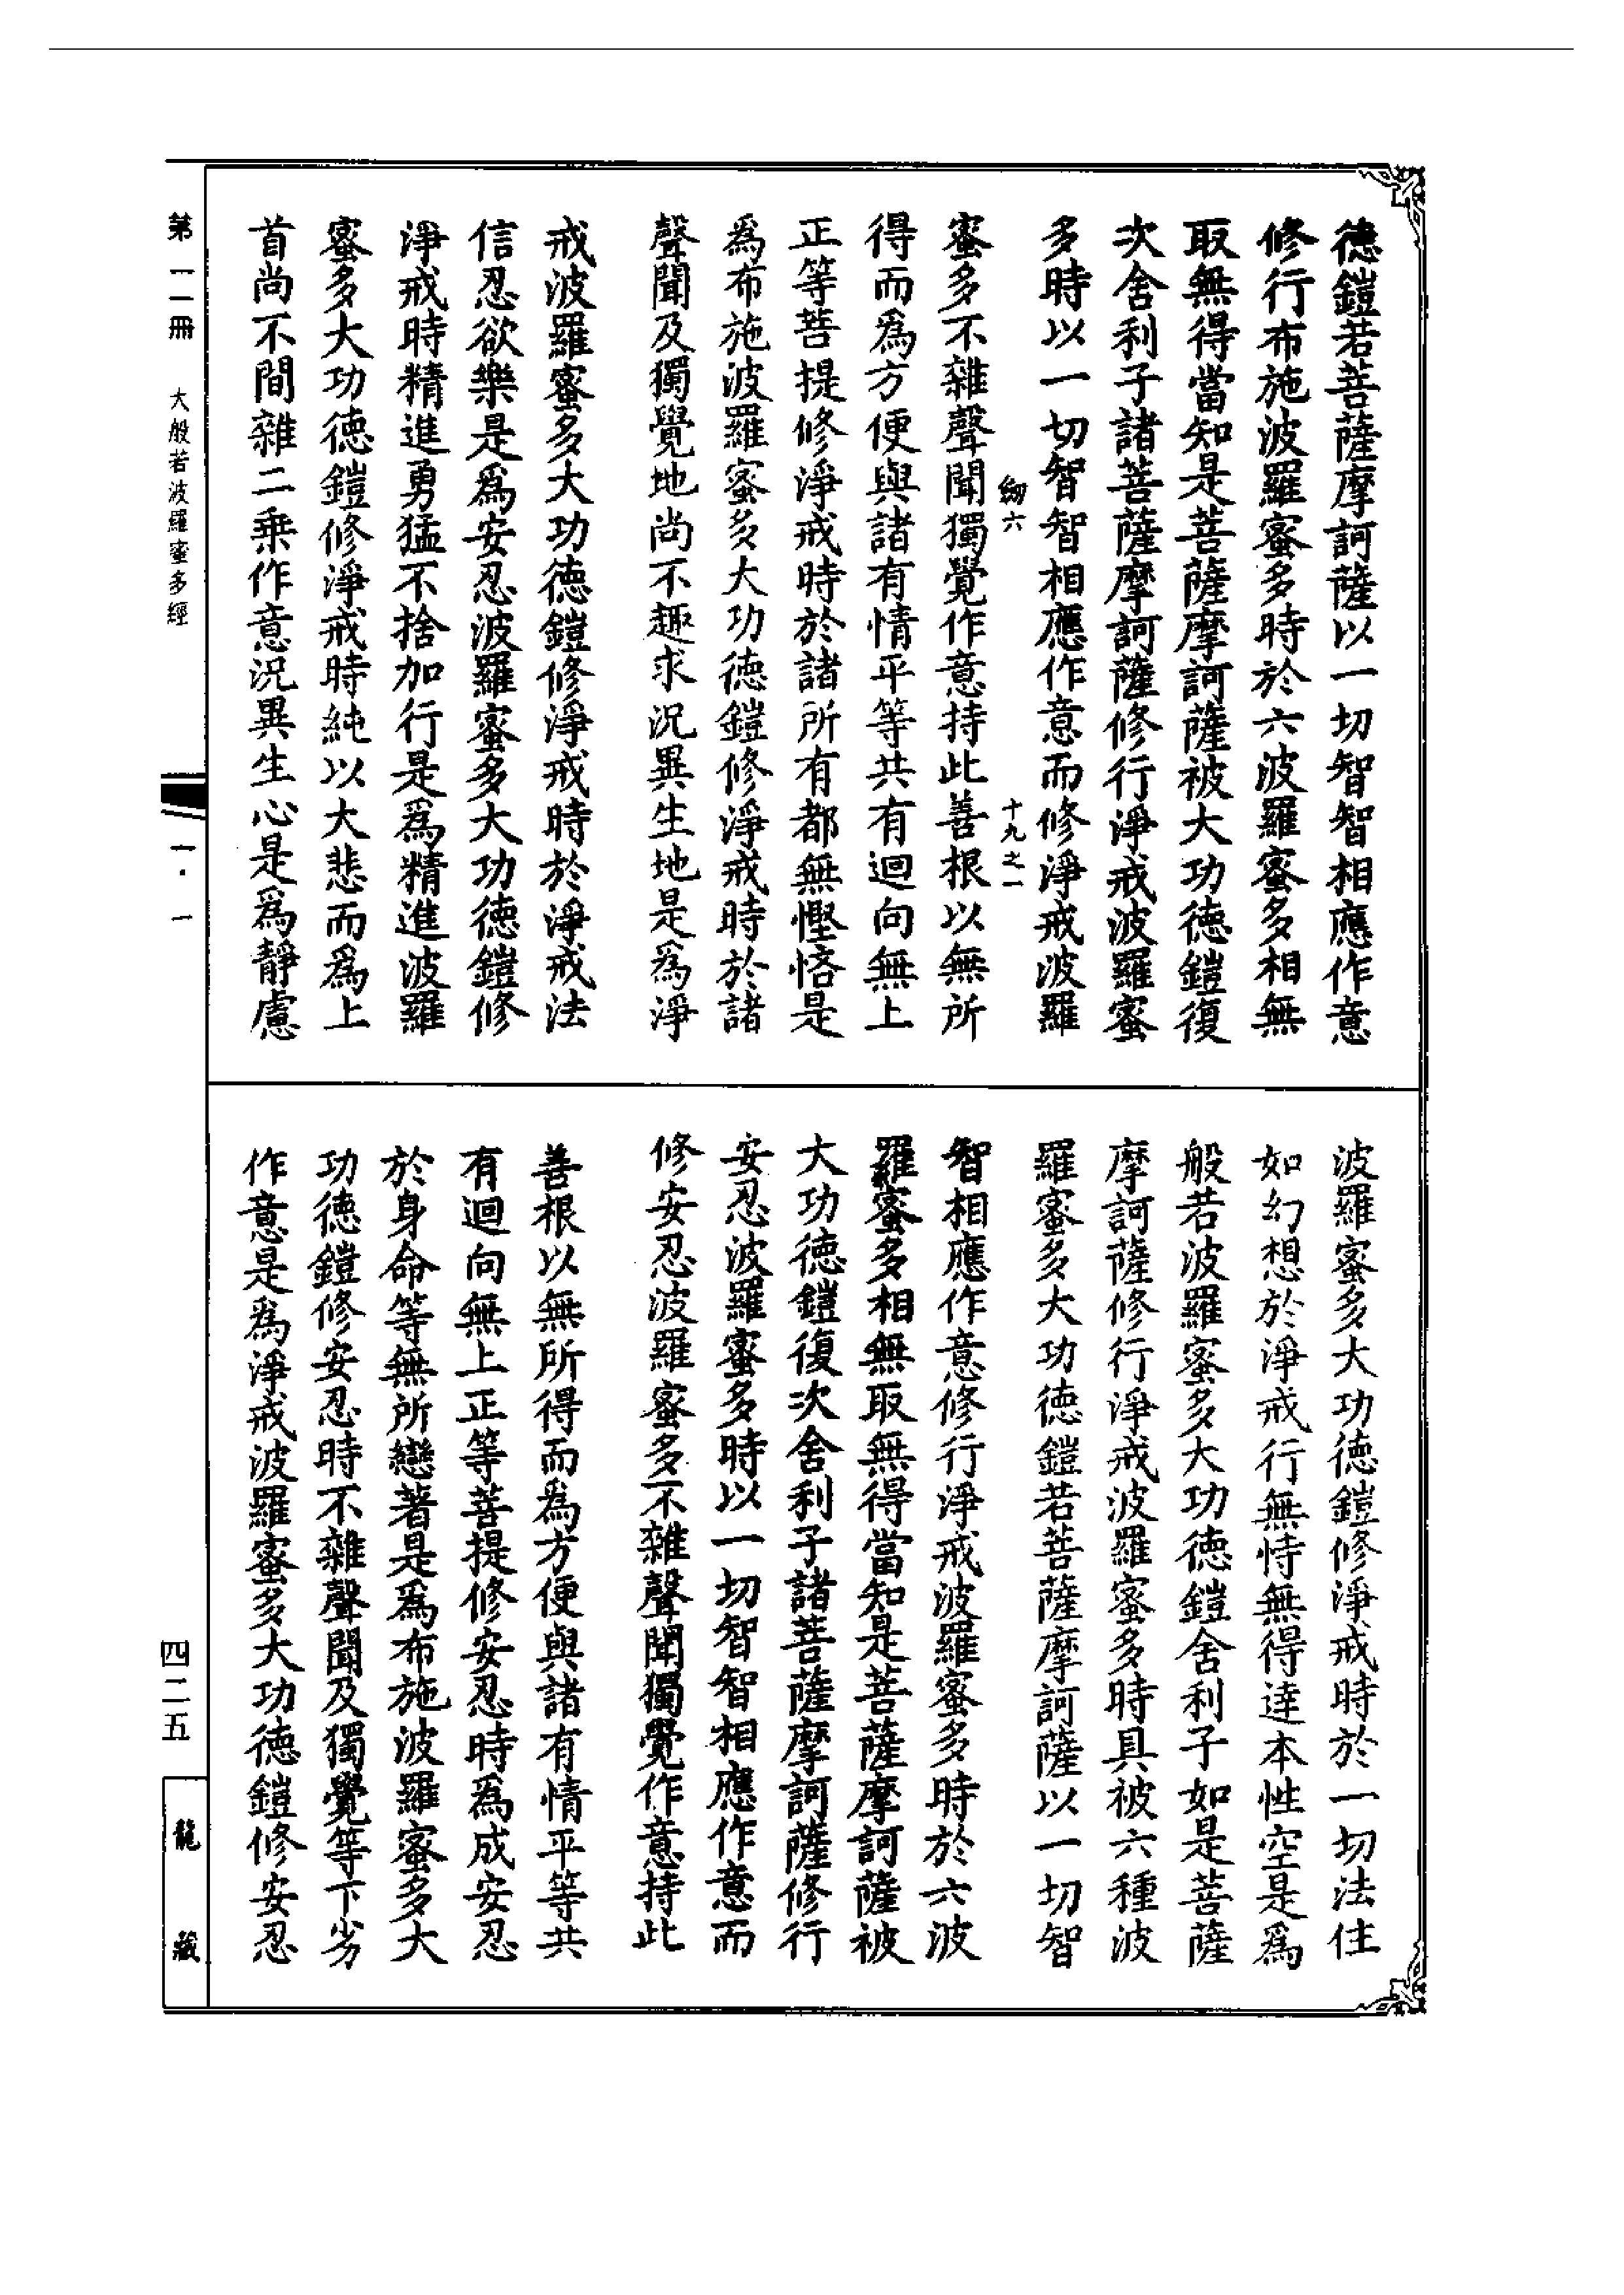 德鎧若菩薩摩訶薩以一切智智相應作意
修行布施波羅蜜多時於六波羅蜜多相無
取無得當知是菩薩摩訶薩被大功德鎧復
次舍利子諸菩薩摩訶薩修行淨戒波羅蜜
多時以一切智智相應作意而修淨戒波羅
十九之一
蜜多不雜聲聞獨覺作意持此善根以無所
得而爲方便與諸有情平等共有迴向無上
正等菩提修淨戒時於諸所有都無慳悋是
爲布施波羅蜜多大功德鎧修淨戒時於諸
聲聞及獨覺地尚不趣求況異生地是爲淨
戒波羅蜜多大功德鎧修淨戒時於淨戒法
信忍欲樂是爲安忍波羅蜜多大功德鎧修
淨戒時精進勇猛不捨加行是爲精進波羅
蜜多大功德鎧修淨戒時純以大悲而爲上
首尚不間雜二乘作意況異生心是爲靜慮
波羅蜜多大功德鎧修淨戒時於一切法住
如幻想於淨戒行無恃無得達本性空是爲
般若波羅蜜多大功德鎧舍利子如是菩薩
摩訶薩修行淨戒波羅蜜多時具被六種波
羅蜜多大功德鎧若菩薩摩訶薩以一切智
智相應作意修行淨戒波羅蜜多時於六波
羅蜜多相無取無得當知是菩薩摩訶薩被
大功德鎧復次舍利子諸菩薩摩訶薩修行
安忍波羅蜜多時以一切智智相應作意而
修安忍波羅蜜多不雜聲聞獨覺作意持此
善根以無所得而爲方便與諸有情平等共
有迴向無上正等菩提修安忍時爲成安忍
於身命等無所戀著是爲布施波羅蜜多大
功德鎧修安忍時不雜聲聞及獨覺等下劣
作意是爲淨戒波羅蜜多大功德鎧修安忍
第一一冊
大般若波羅蜜多經
一·一
四二五
龍藏